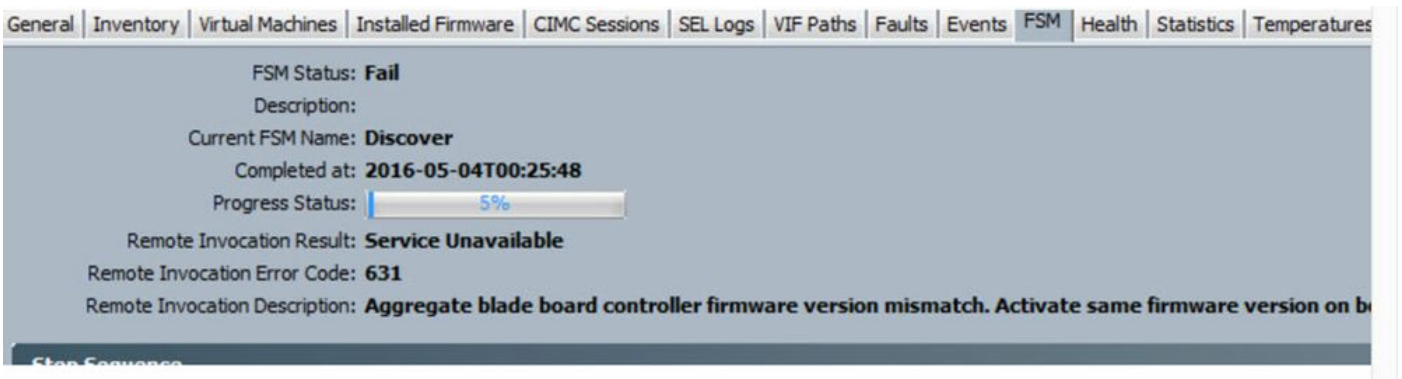 General Inventory Virtual Machines Installed Firmware CIMC Sessions SEL Logs VIF Paths Faults Events FSM Health Statistics Temperatures
FSM Status: Fail
Description:
Current FSM Name: Discover
Completed at: 2016-05-04T00:25:48
Progress Status: 5%
Remote Invocation Result: Service Unavailable
Remote Invocation Error Code: 631
Remote Invocation Description: Aggregate blade board controller firmware version mismatch. Activate same firmware version on
Step Sequence